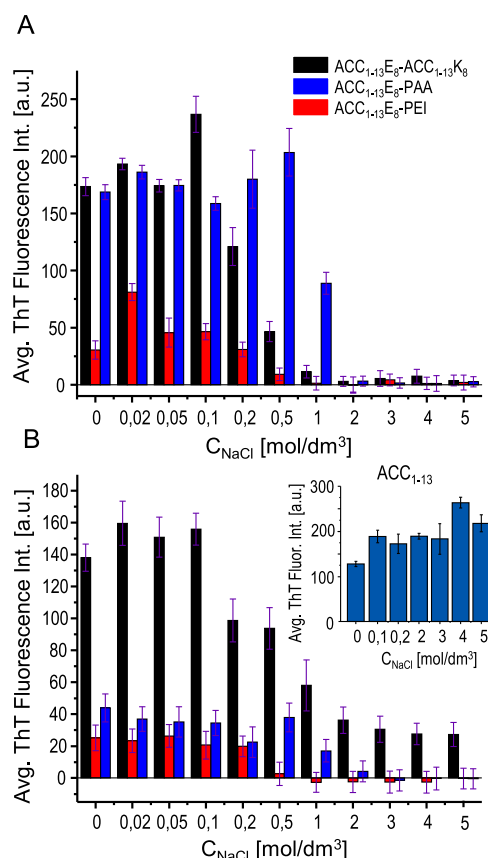 A
ACC₁₋₁₃E₈-ACC₁₋₁₃K₈
ACC₁₋₁₃E₈-PAA
ACC₁₋₁₃E₈-PEI
Avg. ThT Fluorescence Int. [a.u.]
250
200
150
100
50
0
0 0,02 0,05 0,1 0,2 0,5 1 2 3 4 5
C_NaCl [mol/dm³]
B
Avg. ThT Fluorescence Int. [a.u.]
180
160
140
120
100
80
60
40
20
0
0 0,02 0,05 0,1 0,2 0,5 1 2 3 4 5
C_NaCl [mol/dm³]
ACC₁₋₁₃
Avg. ThT Fluor. Int. [a.u.]
300
200
100
0 0,1 0,2 2 3 4 5
C_NaCl [mol/dm³]